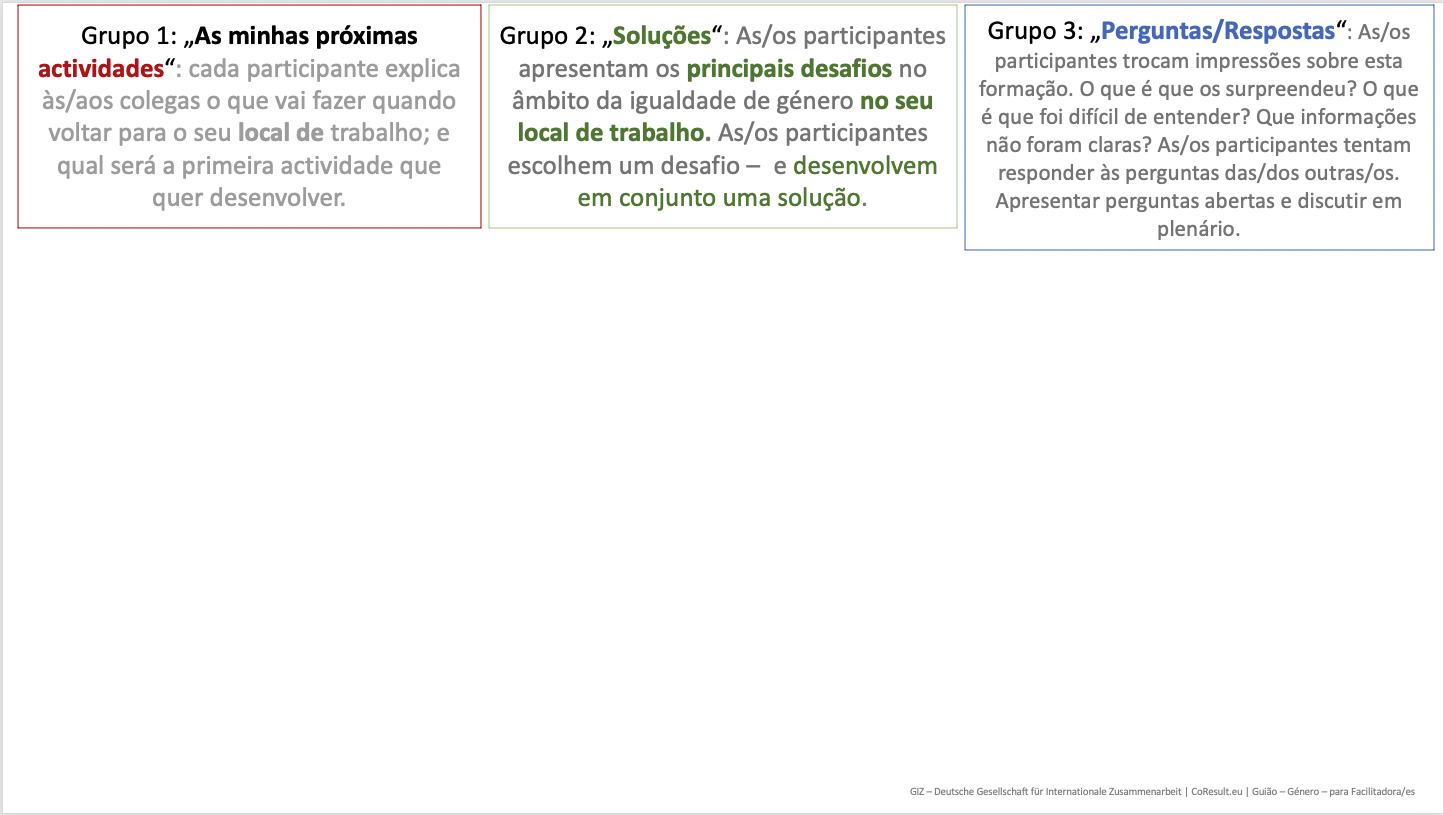 Grupo 1: „As minhas próximas
actividades“: cada participante explica
às/aos colegas o que vai fazer quando
voltar para o seu local de trabalho; e
qual será a primeira actividade que
quer desenvolver.
Grupo 2: „Soluções“: As/os participantes
apresentam os principais desafios no
âmbito da igualdade de género no seu
local de trabalho. As/os participantes
escolhem um desafio – e desenvolvem
em conjunto uma solução.
Grupo 3: „Perguntas/Respostas“: As/os
participantes trocam impressões sobre esta
formação. O que é que os surpreendeu? O que
é que foi difícil de entender? Que informações
não foram claras? As/os participantes tentam
responder às perguntas das/dos outras/os.
Apresentar perguntas abertas e discutir em
plenário.
GIZ – Deutsche Gesellschaft für Internationale Zusammenarbeit | CoResult.eu | Guião – Género – para Facilitadora/es